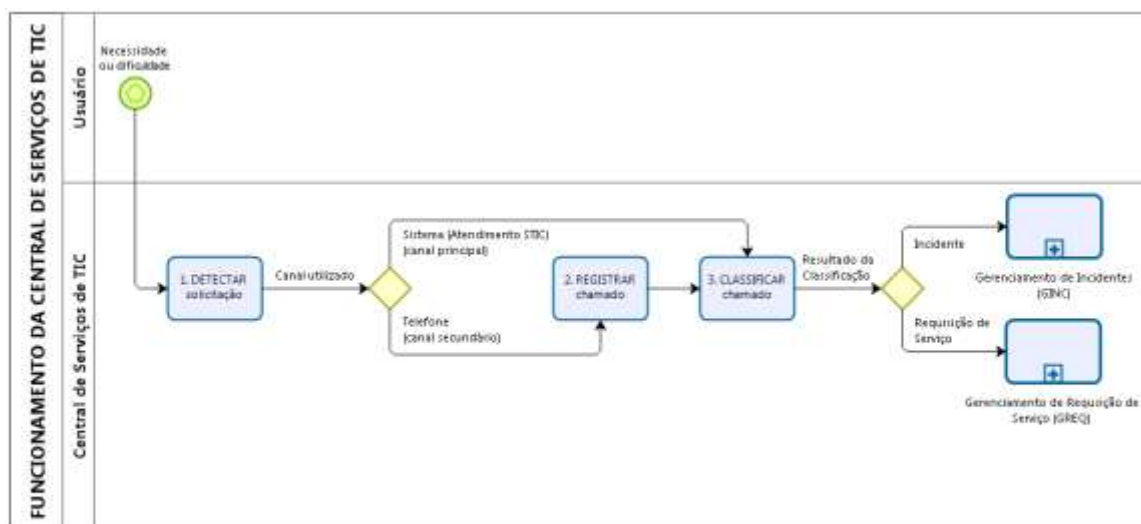 FUNCIONAMENTO DA CENTRAL DE SERVIÇOS DE TIC
Usuário
Necessidade
ou dificuldade
Central de Serviços de TIC
1. DETECTAR
solicitação
Canal utilizado
Sistema (Atendimento STIC)
(canal principal)
Telefone
(canal secundário)
2. REGISTRAR
chamado
3. CLASSIFICAR
chamado
Resultado da
Classificação
Incidente
Gerenciamento de Incidentes
(GINC)
Requisição de
Serviço
Gerenciamento de Requisição de
Serviço (GREQ)